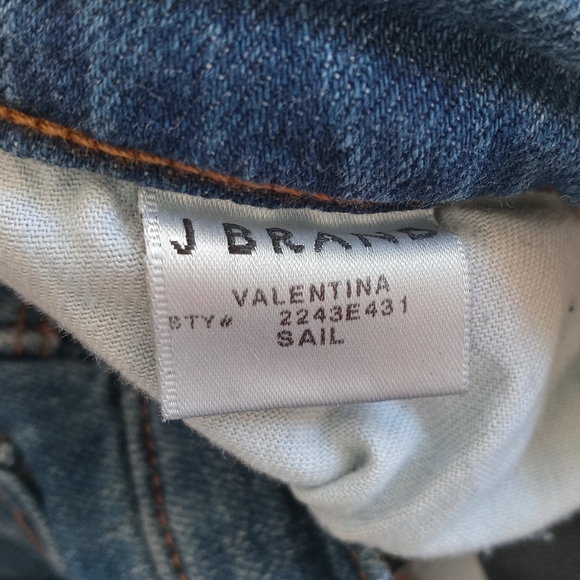 J BRAND
VALENTINA
STY# 2243E431
SAIL